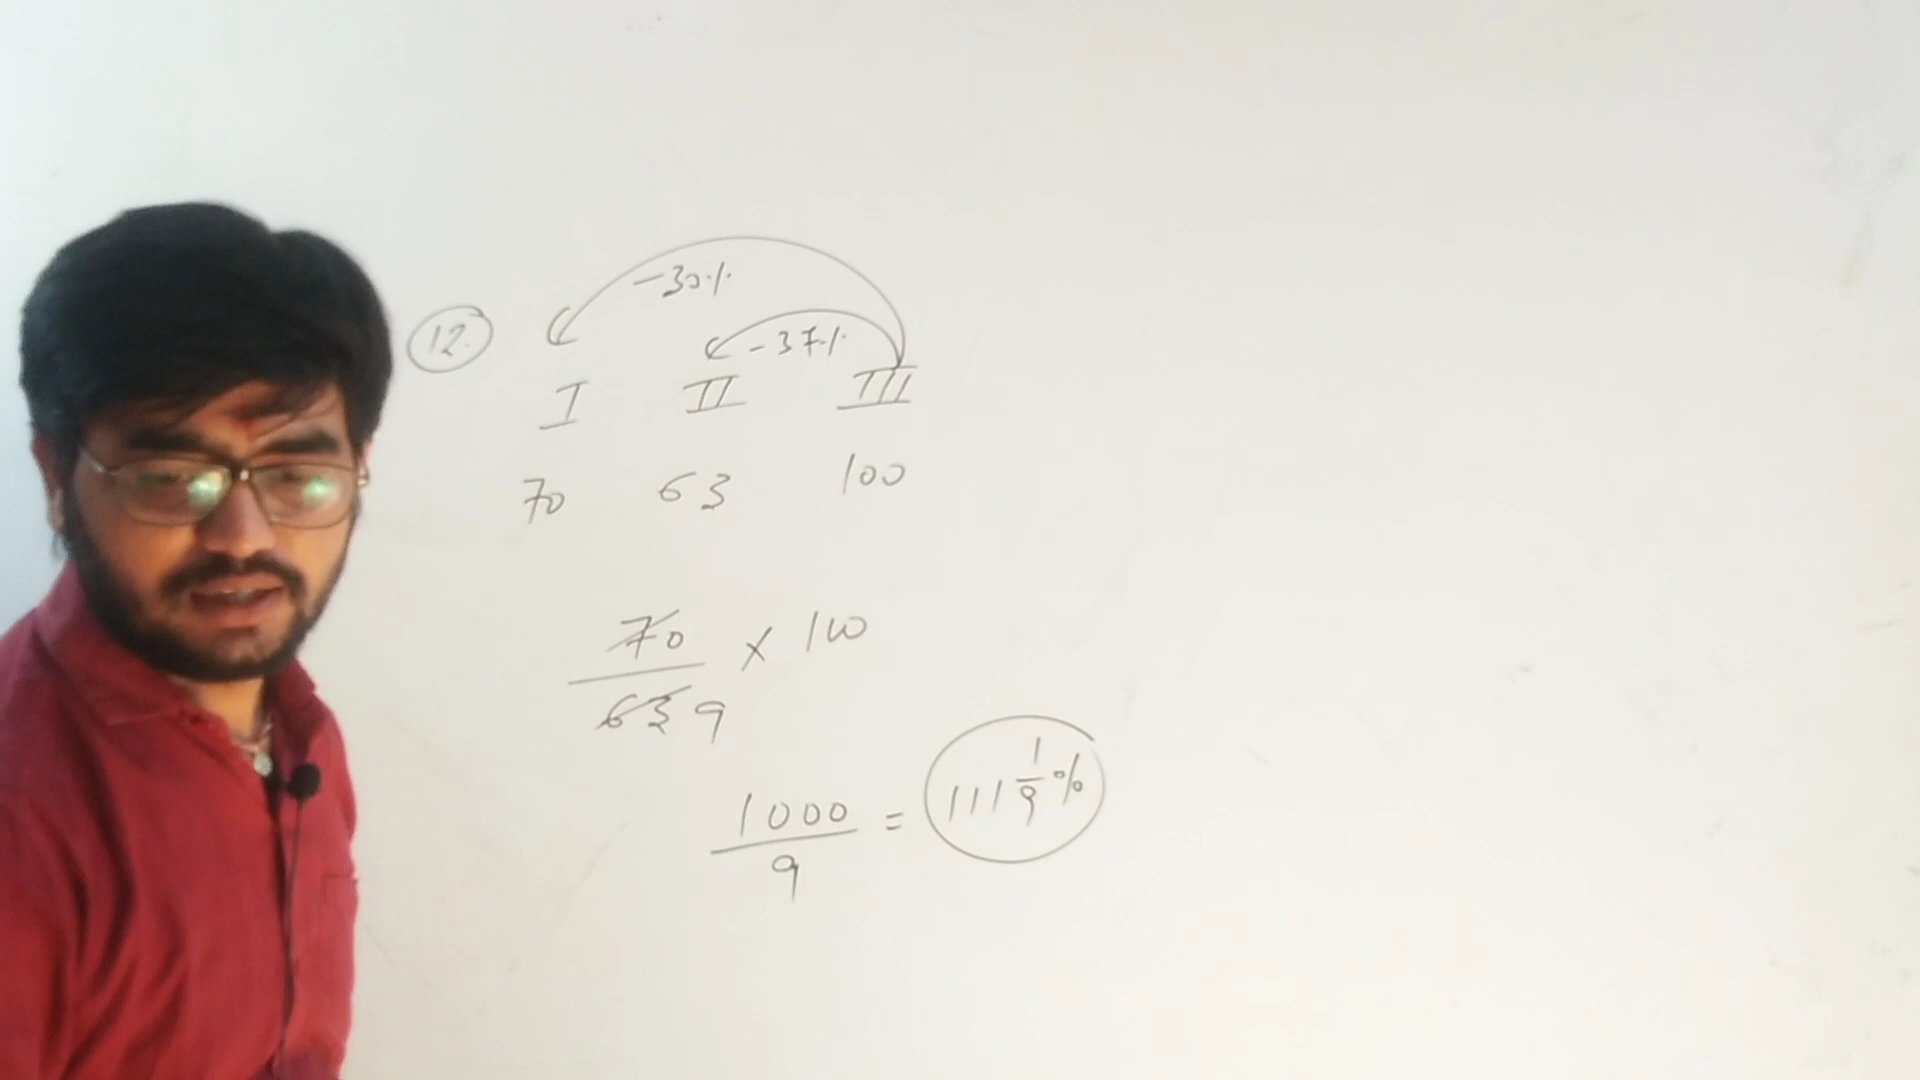 12.
-30%
-37%
I II III
70 63 100
70 × 100
63 9
1000 = 111 1/9 %
9